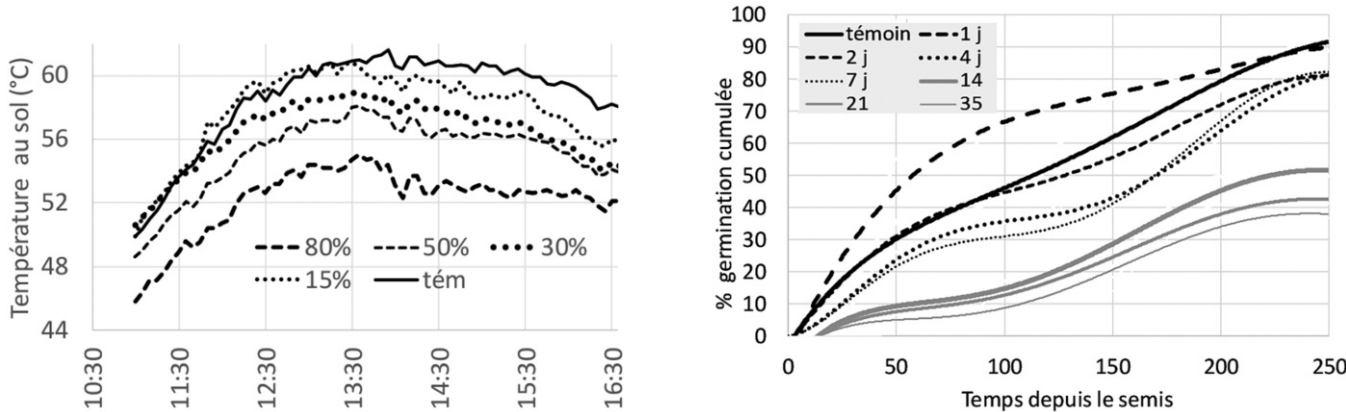 Température au sol (°C)
60
56
52
48
44
80% 50% 30%
15% tém
10:30 11:30 12:30 13:30 14:30 15:30 16:30
% germination cumulée
100
90
80
70
60
50
40
30
20
10
0
témoin 1 j
2 j 4 j
7 j 14
21 35
0 50 100 150 200 250
Temps depuis le semis